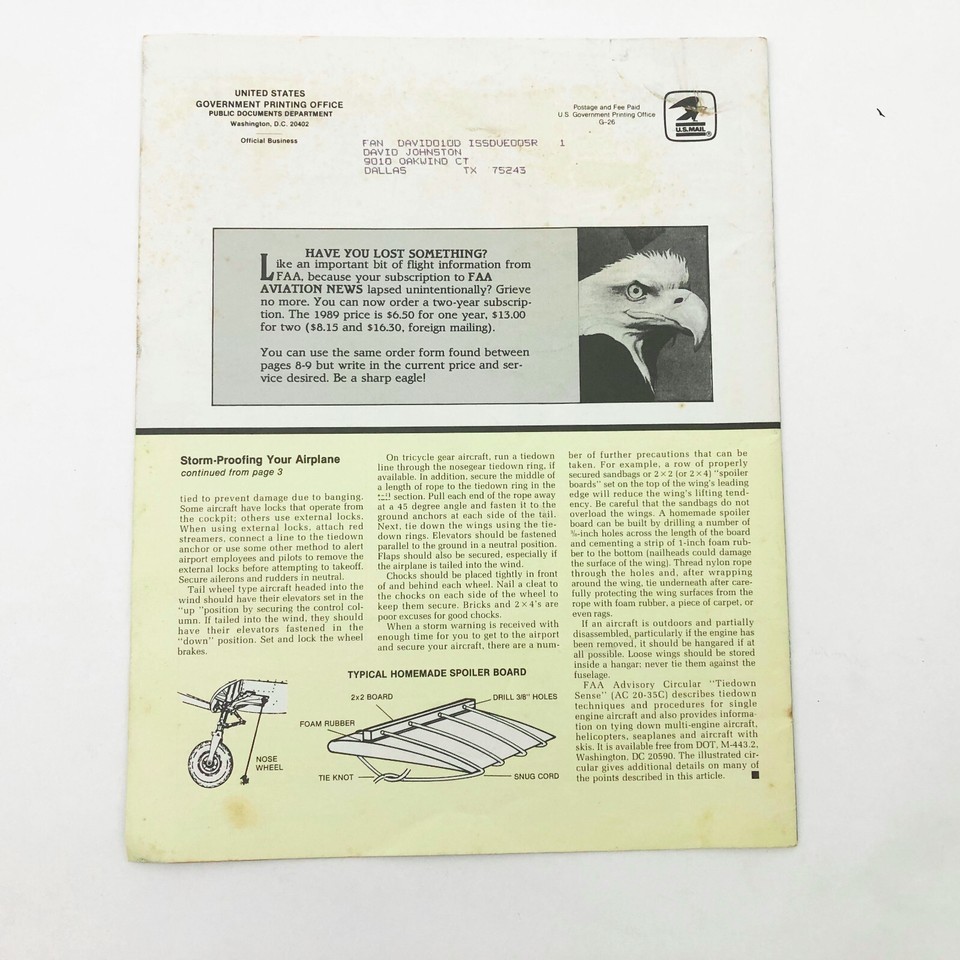 UNITED STATES
GOVERNMENT PRINTING OFFICE
PUBLIC DOCUMENTS DEPARTMENT
Washington, D.C. 20402
Official Business
Postage and Fee Paid
U.S. Government Printing Office
G-26
U.S.MAIL
®
FAN DAVID0100 ISSDUE005R 1
DAVID JOHNSTON
9010 OAKWIND CT
DALLAS TX 75243
HAVE YOU LOST SOMETHING?
Like an important bit of flight information from
FAA, because your subscription to FAA
AVIATION NEWS lapsed unintentionally? Grieve
no more. You can now order a two-year subscrip-
tion. The 1989 price is $6.50 for one year, $13.00
for two ($8.15 and $16.30, foreign mailing).
You can use the same order form found between
pages 8-9 but write in the current price and ser-
vice desired. Be a sharp eagle!
Storm-Proofing Your Airplane
continued from page 3
tied to prevent damage due to banging.
Some aircraft have locks that operate from
the cockpit; others use external locks.
When using external locks, attach red
streamers, connect a line to the tiedown
anchor or use some other method to alert
airport employees and pilots to remove the
external locks before attempting to takeoff.
Secure ailerons and rudders in neutral.
Tail wheel type aircraft headed into the
wind should have their elevators set in the
"up "position by securing the control col-
umn. If tailed into the wind, they should
have their elevators fastened in the
"down" position. Set and lock the wheel
brakes.
On tricycle gear aircraft, run a tiedown
line through the nosegear tiedown ring, if
available. In addition, secure the middle of
a length of rope to the tiedown ring in the
section. Pull each end of the rope away
at a 45 degree angle and fasten it to the
ground anchors at each side of the tail.
Next, tie down the wings using the tie-
down rings. Elevators should be fastened
parallel to the ground in a neutral position.
Flaps should also be secured, especially if
the airplane is tailed into the wind.
Chocks should be placed tightly in front
of and behind each wheel. Nail a cleat to
the chocks on each side of the wheel to
keep them secure. Bricks and 2×4's are
poor excuses for good chocks.
When a storm warning is received with
enough time for you to get to the airport
and secure your aircraft, there are a num-
ber of further precautions that can be
taken. For example, a row of properly
secured sandbags or 2×2 (or 2×4) "spoiler
boards" set on the top of the wing's leading
edge will reduce the wing's lifting tend-
ency. Be careful that the sandbags do not
overload the wings. A homemade spoiler
board can be built by drilling a number of
⅜-inch holes across the length of the board
and cementing a strip of 1-inch foam rub-
ber to the bottom (nailheads could damage
the surface of the wing). Thread nylon rope
through the holes and, after wrapping
around the wing, tie underneath after care-
fully protecting the wing surfaces from the
rope with foam rubber, a piece of carpet, or
even rags.
If an aircraft is outdoors and partially
disassembled, particularly if the engine has
been removed, it should be hangared if at
all possible. Loose wings should be stored
inside a hangar; never tie them against the
fuselage.
FAA Advisory Circular "Tiedown
Sense" (AC 20-35C) describes tiedown
techniques and procedures for single
engine aircraft and also provides informa-
tion on tying down multi-engine aircraft,
helicopters, seaplanes and aircraft with
skis. It is available free from DOT, M-443.2,
Washington, DC 20590. The illustrated cir-
cular gives additional details on many of
the points described in this article. ■
TYPICAL HOMEMADE SPOILER BOARD
2x2 BOARD
DRILL 3/8" HOLES
FOAM RUBBER
NOSE
WHEEL
TIE KNOT
SNUG CORD